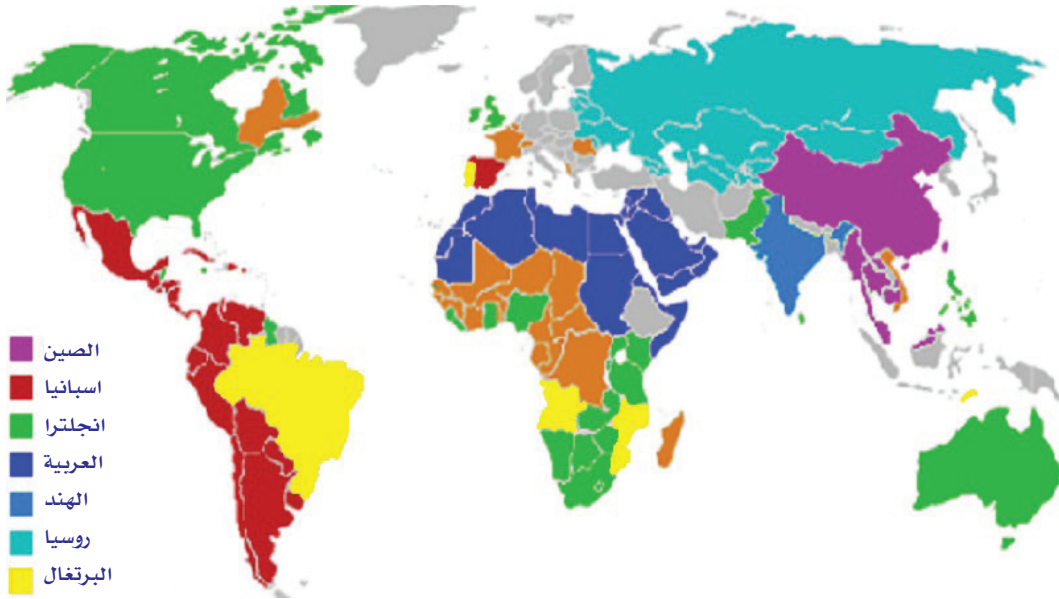 الصين
اسبانيا
انجلترا
العربية
الهند
روسيا
البرتغال